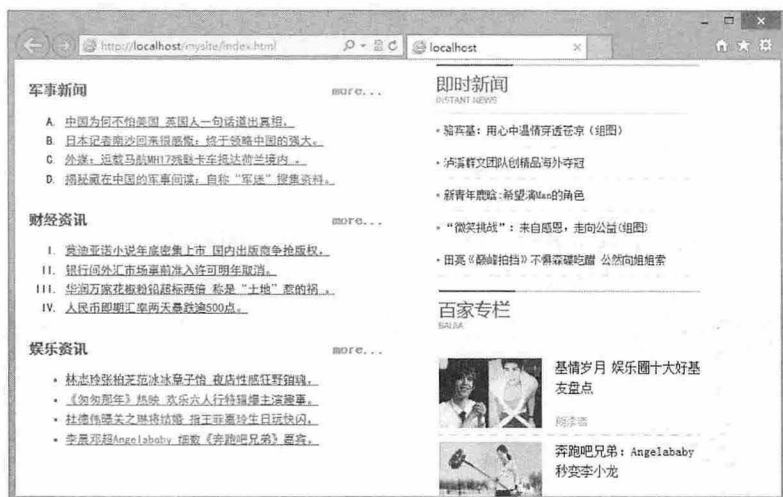 http://localhost/mysite/index.html
localhost
军事新闻 more...
A. 中国为何不怕美国 英国人一句话道出真相。
B. 日本记者南沙回来很感慨：终于领略中国的强大。
C. 外媒：运载马航MH17残骸卡车抵达荷兰境内 。
D. 揭秘藏在中国的军事间谍：自称“军迷”搜集资料。
财经资讯 more...
I. 莫迪亚诺小说年底密集上市 国内出版商争抢版权。
II. 银行间外汇市场事前准入许可明年取消。
III. 华润万家花椒粉铅超标两倍 称是“土地”惹的祸 。
IV. 人民币即期汇率两天暴跌逾500点。
娱乐资讯 more...
• 林志玲张柏芝范冰冰章子怡 夜店性感狂野销魂。
• 《匆匆那年》热映 欢乐六人行特辑爆主演趣事。
• 杜德伟曝关之琳将结婚 指王菲嘉玲生日玩快闪。
• 李晨邓超Angelababy 细数《奔跑吧兄弟》嘉宾。
即时新闻
INSTANT NEWS
• 骆宾基：用心中温情穿透苍凉（组图）
• 泸溪群文团队创精品海外夺冠
• 新青年鹿晗:希望演Man的角色
• “微笑挑战”：来自感恩，走向公益(组图)
• 田亮《巅峰拍档》不惧森碟吃醋 公然向姐姐索
百家专栏
BAIJIA
基情岁月 娱乐圈十大好基
友盘点
奔跑吧兄弟：Angelababy
秒变李小龙